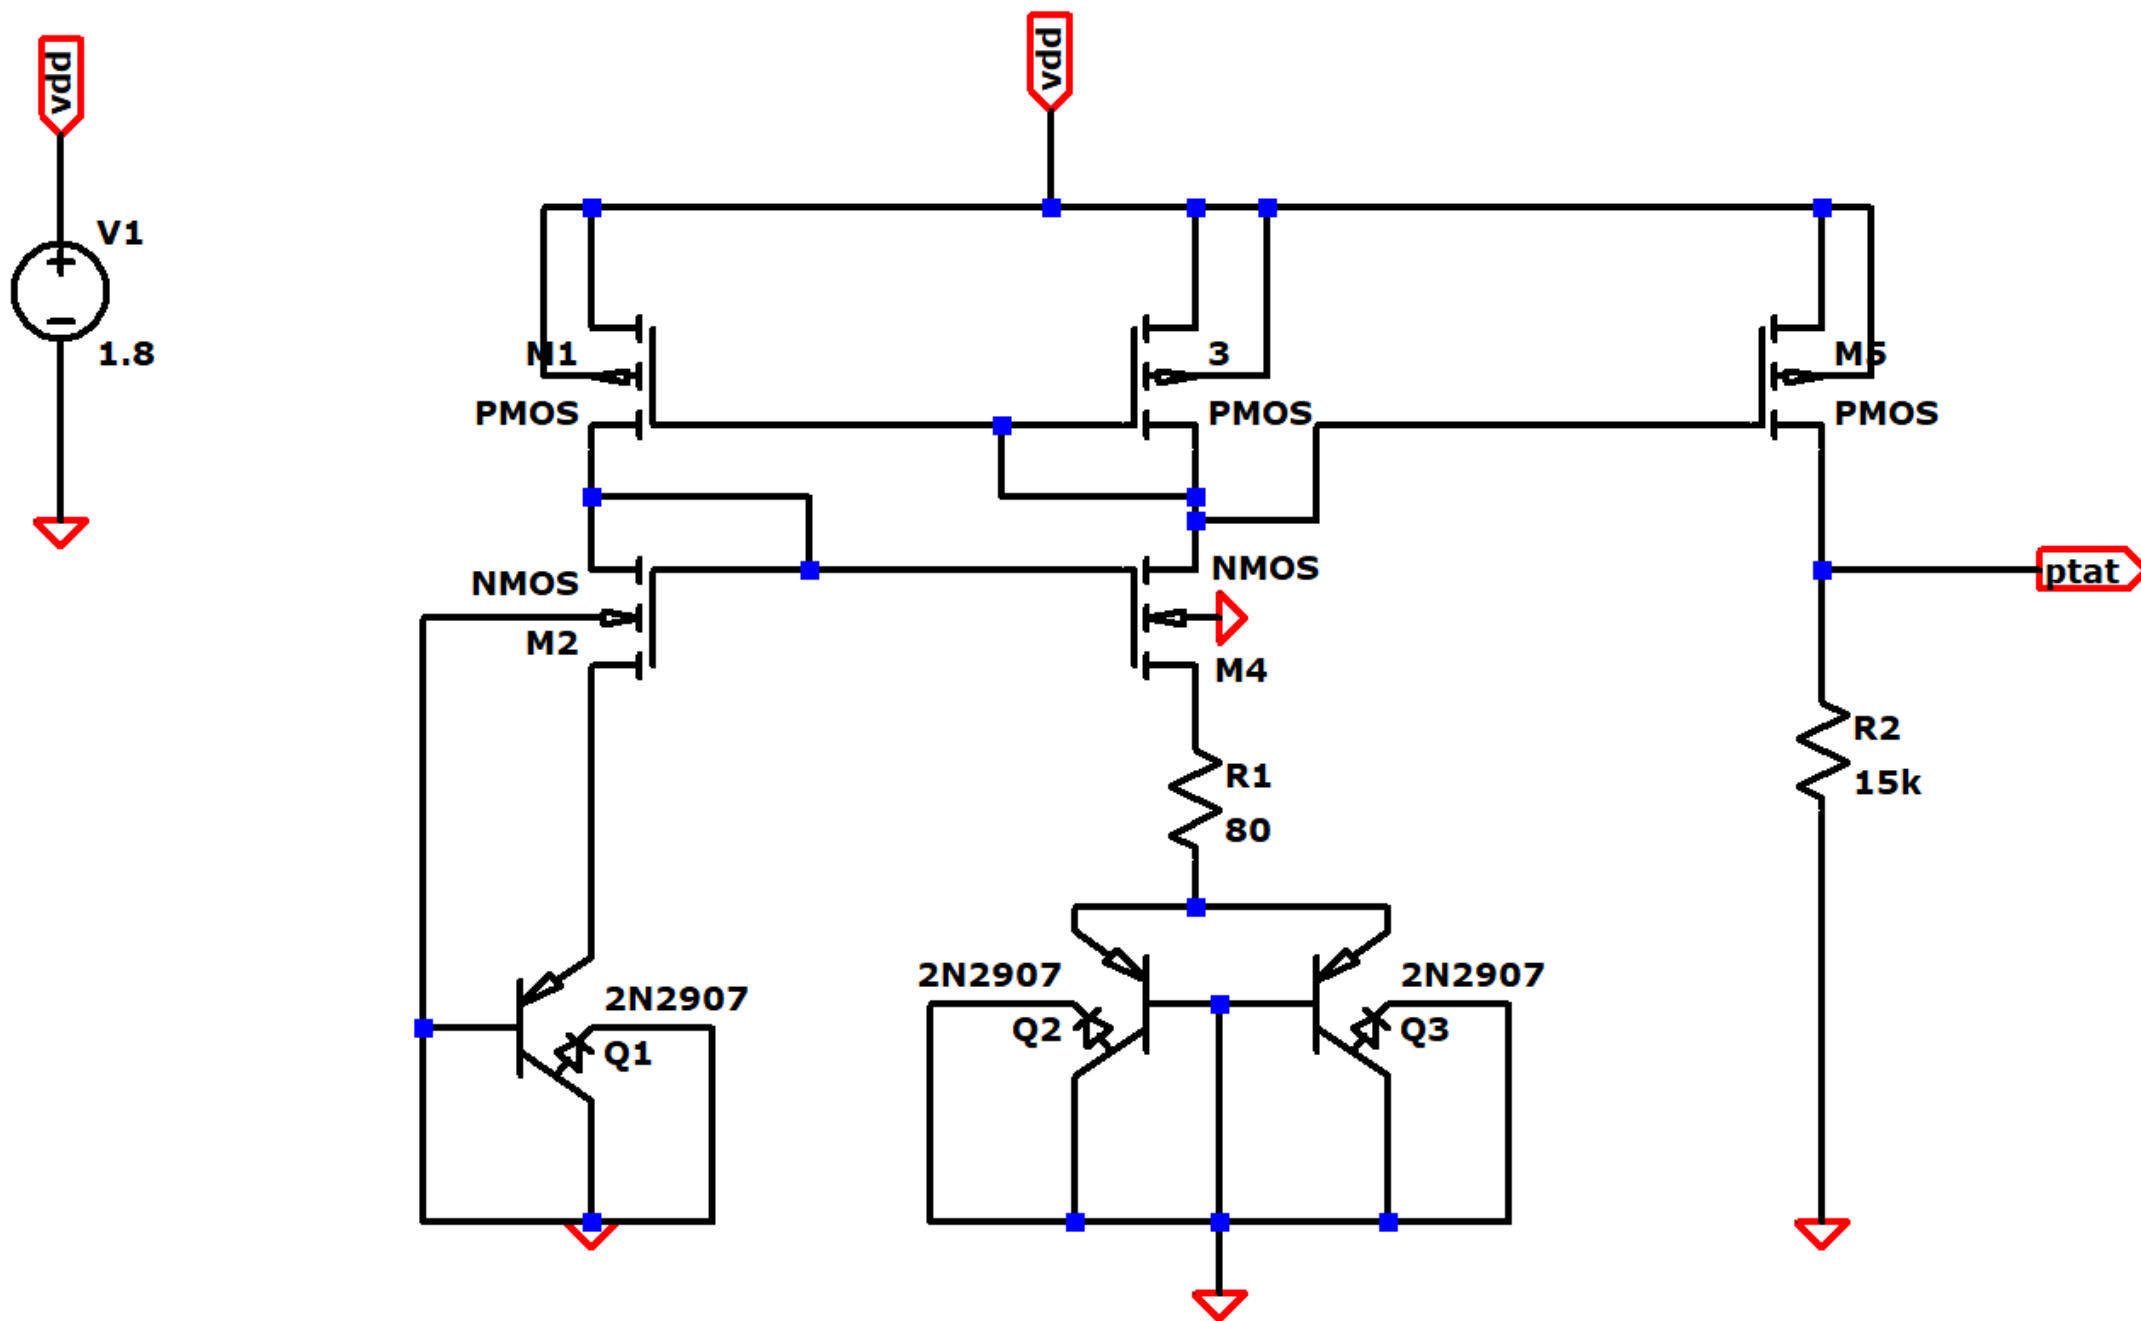 vdd
vdd
V1
1.8
M1
PMOS
3
PMOS
M5
PMOS
NMOS
M2
NMOS
M4
ptat
R1
80
R2
15k
2N2907
Q1
2N2907
Q2
2N2907
Q3